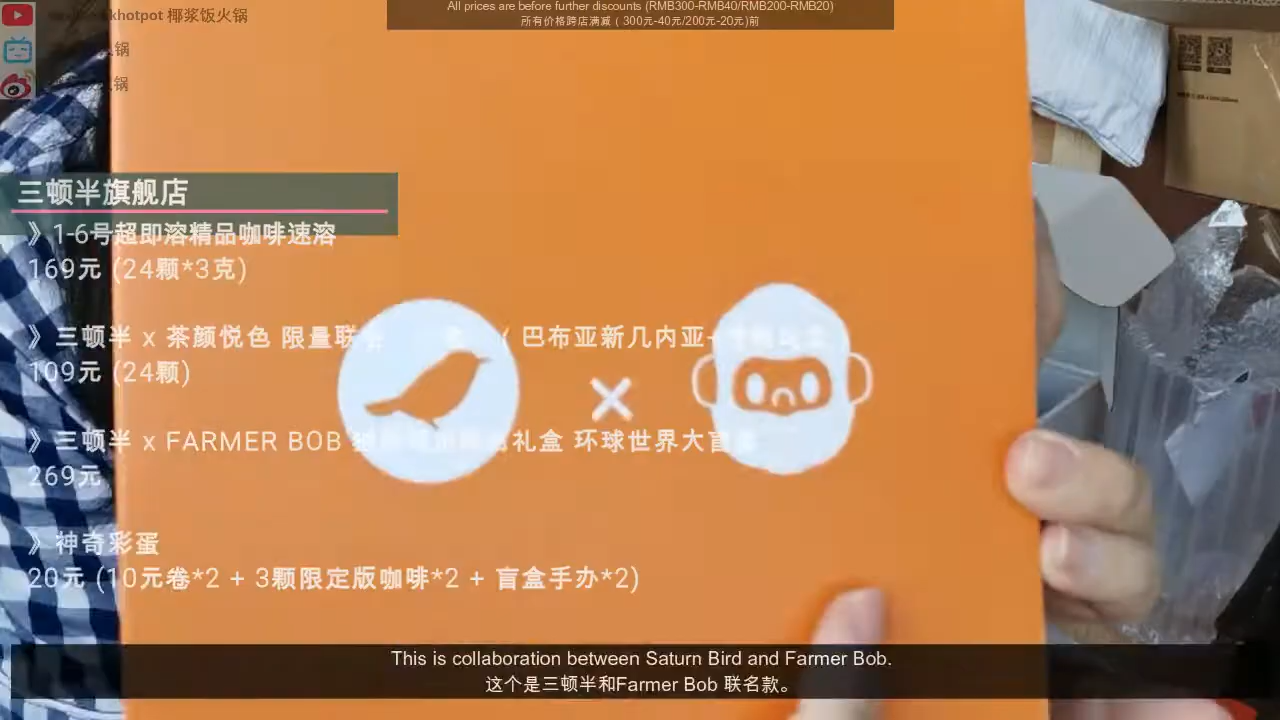 khotpot 椰浆饭火锅
火锅
火锅
All prices are before further discounts (RMB300-RMB40/RMB200-RMB20)
所有价格跨店满减（300元-40元/200元-20元)前
三顿半旗舰店
》1-6号超即溶精品咖啡速溶
169元 (24颗*3克)
》三顿半 x 茶颜悦色 限量联 巴布亚新几内亚
109元 (24颗)
》三顿半 x FARMER BOB 礼盒 环球世界大冒
269元
》神奇彩蛋
20元 (10元卷*2 + 3颗限定版咖啡*2 + 盲盒手办*2)
This is collaboration between Saturn Bird and Farmer Bob.
这个是三顿半和Farmer Bob 联名款。